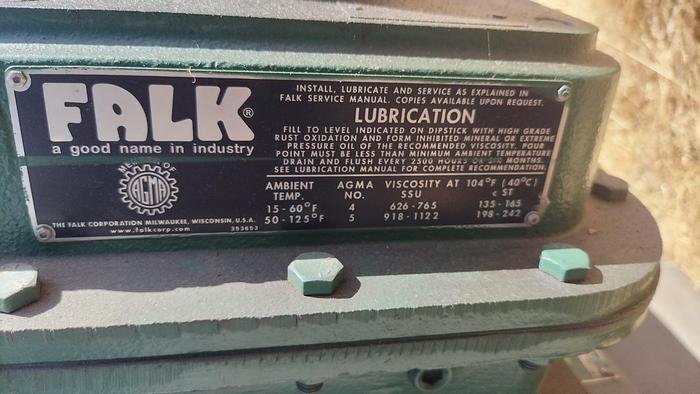 FALK®
a good name in industry
MEMBER OF
AGMA
THE FALK CORPORATION MILWAUKEE, WISCONSIN, U.S.A.
www.falkcorp.com 353653
INSTALL, LUBRICATE AND SERVICE AS EXPLAINED IN
FALK SERVICE MANUAL. COPIES AVAILABLE UPON REQUEST.
LUBRICATION
FILL TO LEVEL INDICATED ON DIPSTICK WITH HIGH GRADE
RUST OXIDATION AND FORM INHIBITED MINERAL OR EXTREME
PRESSURE OIL OF THE RECOMMENDED VISCOSITY. POUR
POINT MUST BE LESS THAN MINIMUM AMBIENT TEMPERATURE
DRAIN AND FLUSH EVERY 2500 HOURS OR SIX MONTHS.
SEE LUBRICATION MANUAL FOR COMPLETE RECOMMENDATION.
AMBIENT AGMA VISCOSITY AT 104°F (40°C)
TEMP. NO. SSU c ST
15-60°F 4 626-765 135-165
50-125°F 5 918-1122 198-242